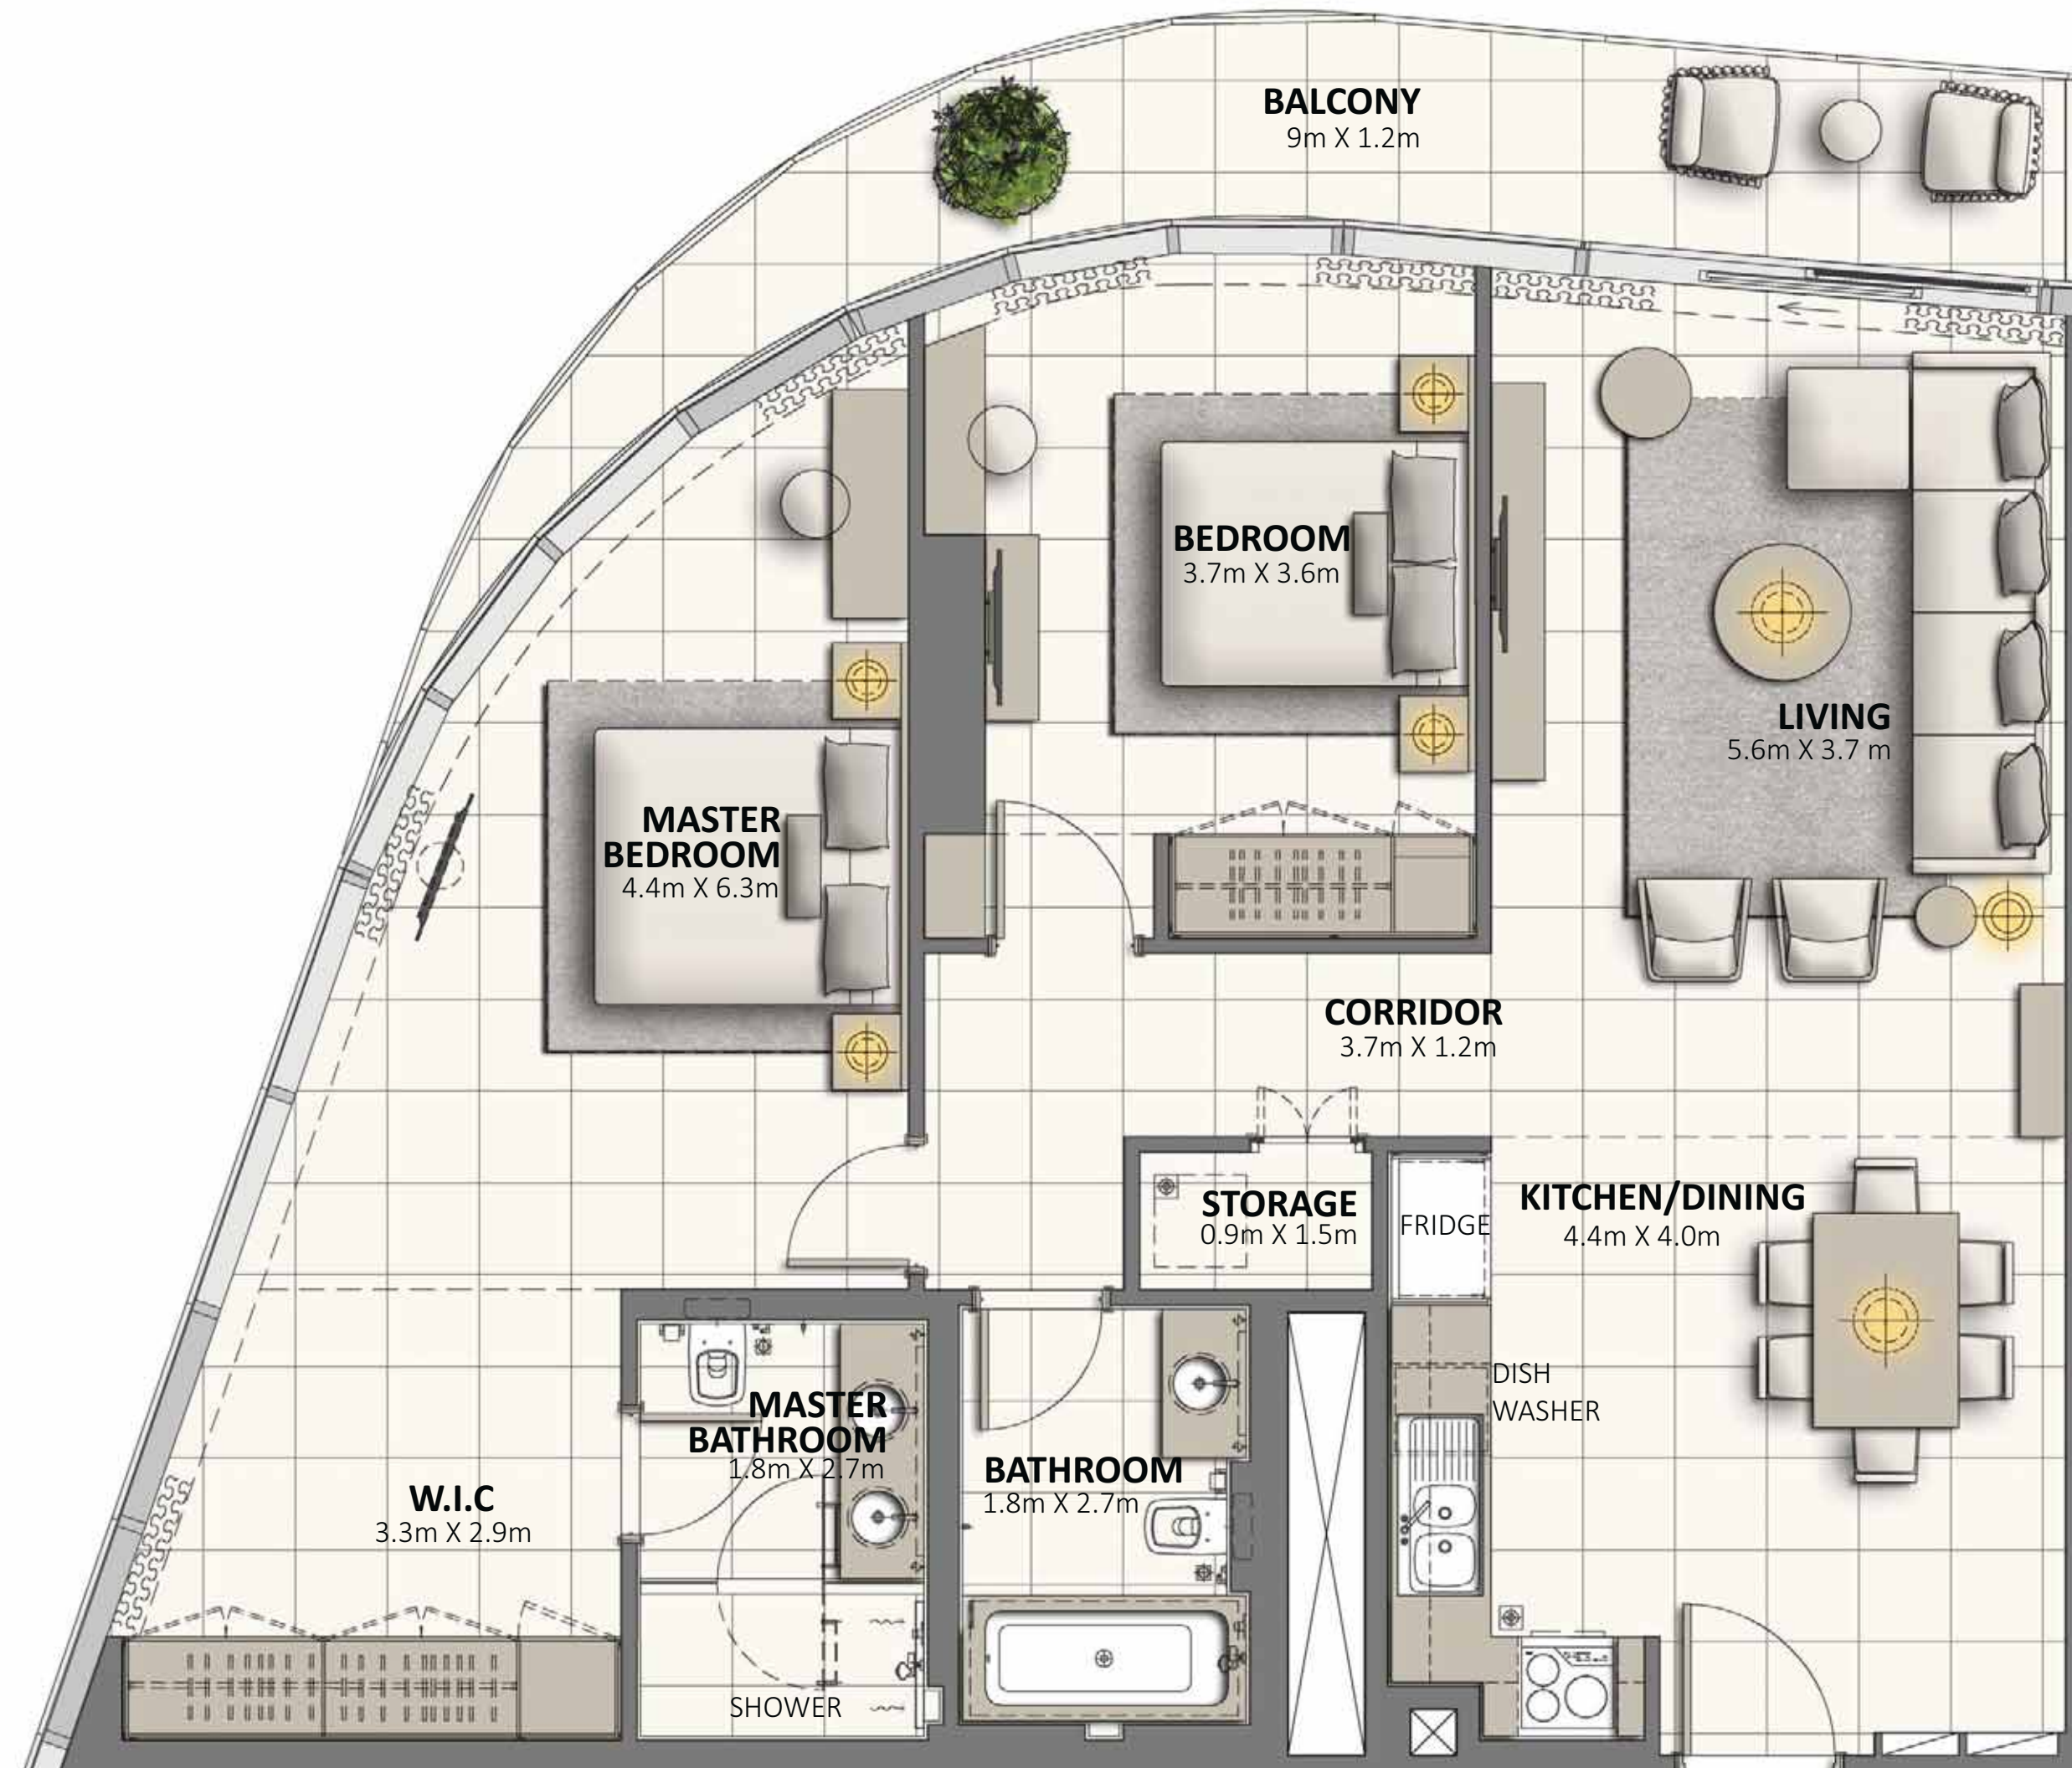 BALCONY
9m X 1.2m
BEDROOM
3.7m X 3.6m
LIVING
5.6m X 3.7 m
MASTER
BEDROOM
4.4m X 6.3m
CORRIDOR
3.7m X 1.2m
STORAGE
0.9m X 1.5m
FRIDGE
KITCHEN/DINING
4.4m X 4.0m
DISH
WASHER
MASTER
BATHROOM
1.8m X 2.7m
BATHROOM
1.8m X 2.7m
W.I.C
3.3m X 2.9m
SHOWER